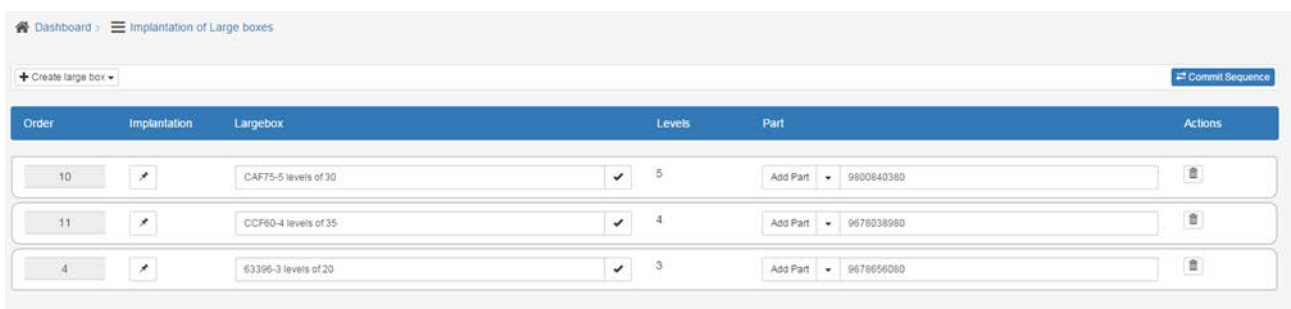 Dashboard > Implantation of Large boxes
Create large box
Commit Sequence
Order Implantation Largebox Levels Part Actions
10 CAF75-5 levels of 30 5 Add Part 9800840380
11 CCF60-4 levels of 35 4 Add Part 9678038980
4 63396-3 levels of 20 3 Add Part 9678656080